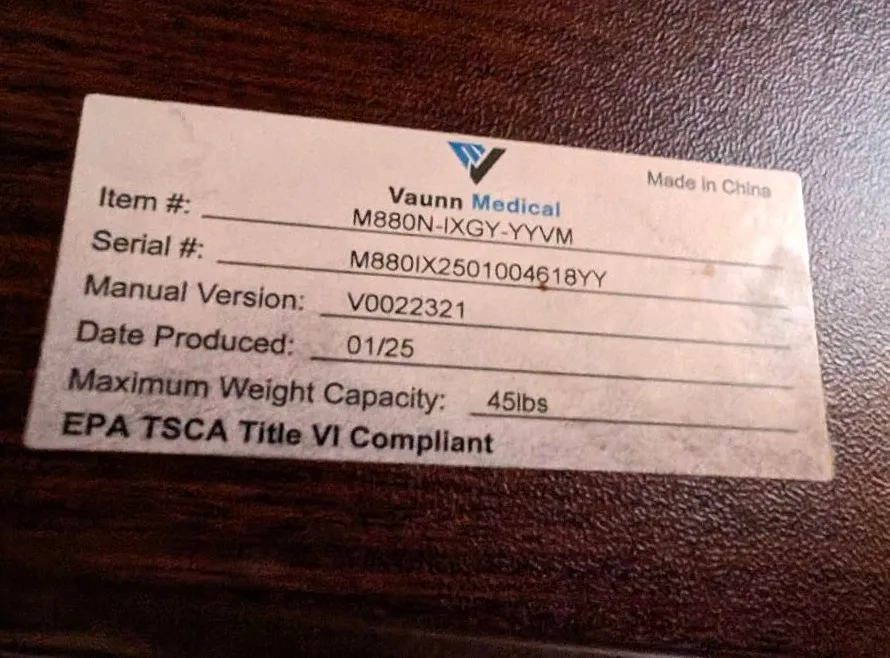 Made in China
Vaunn Medical
Item #: M880N-IXGY-YYVM
Serial #: M880IX2501004618YY
Manual Version: V0022321
Date Produced: 01/25
Maximum Weight Capacity: 45lbs
EPA TSCA Title VI Compliant